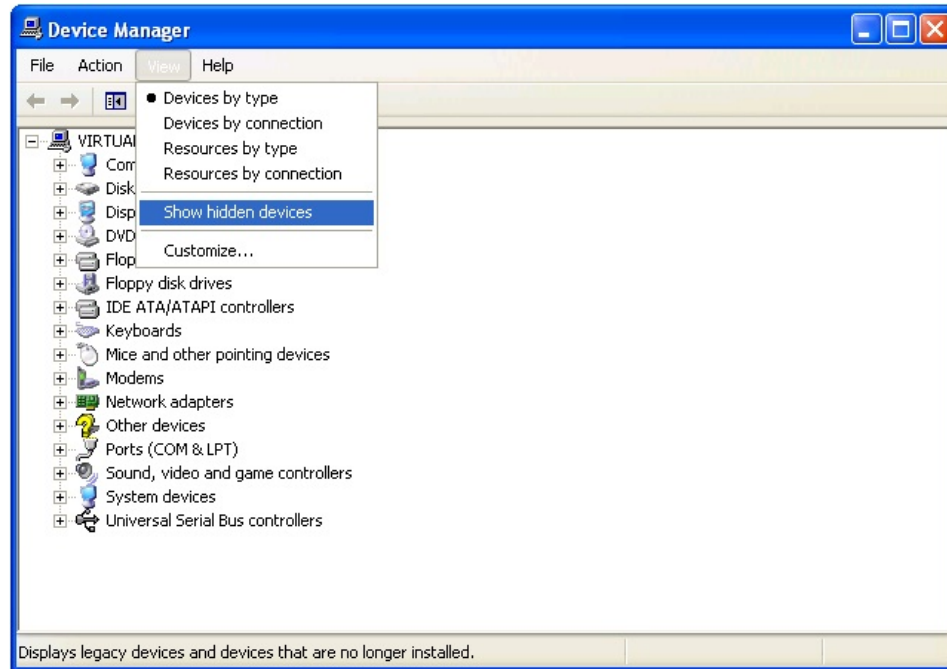 Device Manager
File Action View Help
Devices by type
Devices by connection
Resources by type
Resources by connection
Show hidden devices
Customize...
VIRTUA
Com
Disk
Disp
DVD
Flop
Floppy disk drives
IDE ATA/ATAPI controllers
Keyboards
Mice and other pointing devices
Modems
Network adapters
Other devices
Ports (COM & LPT)
Sound, video and game controllers
System devices
Universal Serial Bus controllers
Displays legacy devices and devices that are no longer installed.